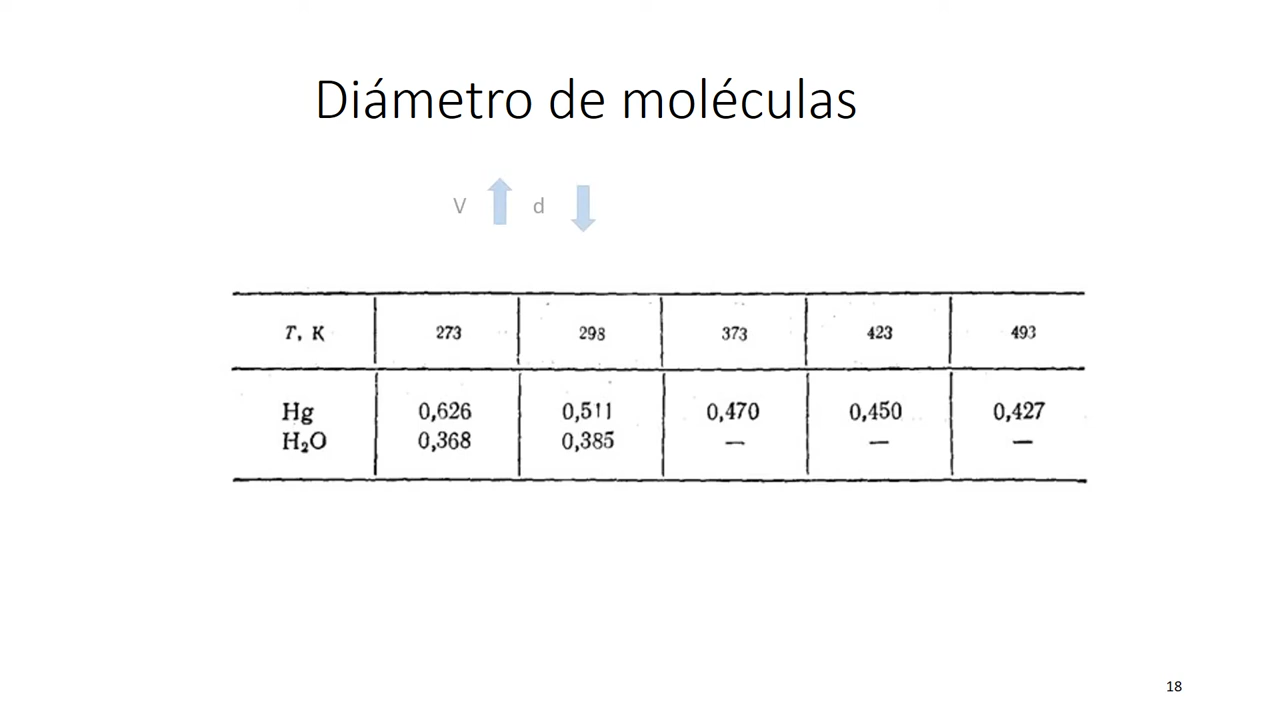 Diámetro de moléculas
V d
T, K 273 298 373 423 493
Hg 0,626 0,511 0,470 0,450 0,427
H₂O 0,368 0,385 — — —
18